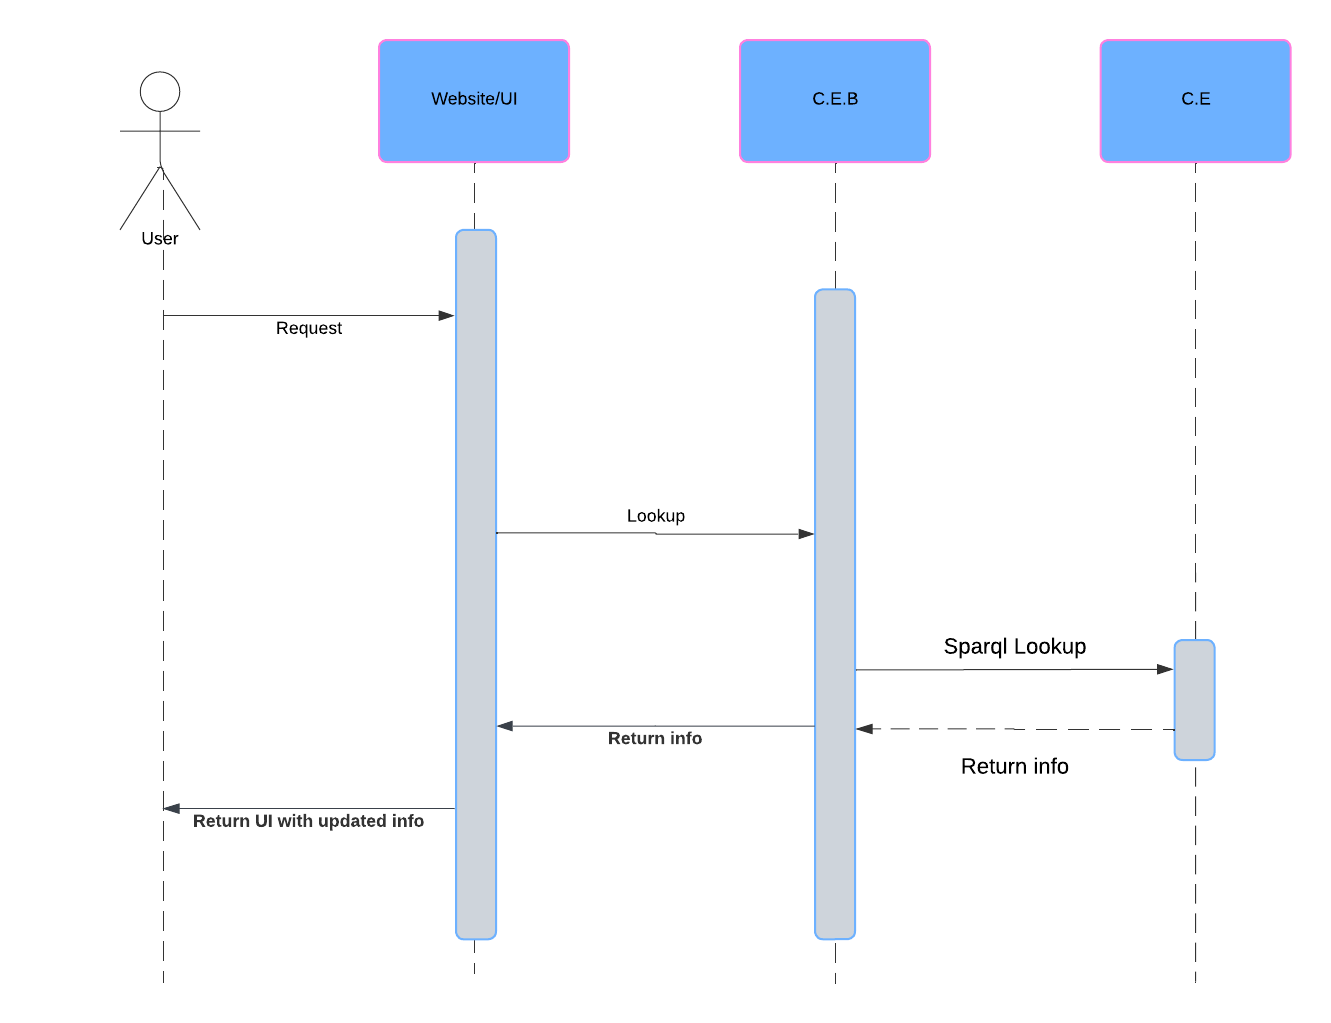 Website/UI
C.E.B
C.E
User
Request
Lookup
Sparql Lookup
Return info
Return info
Return UI with updated info